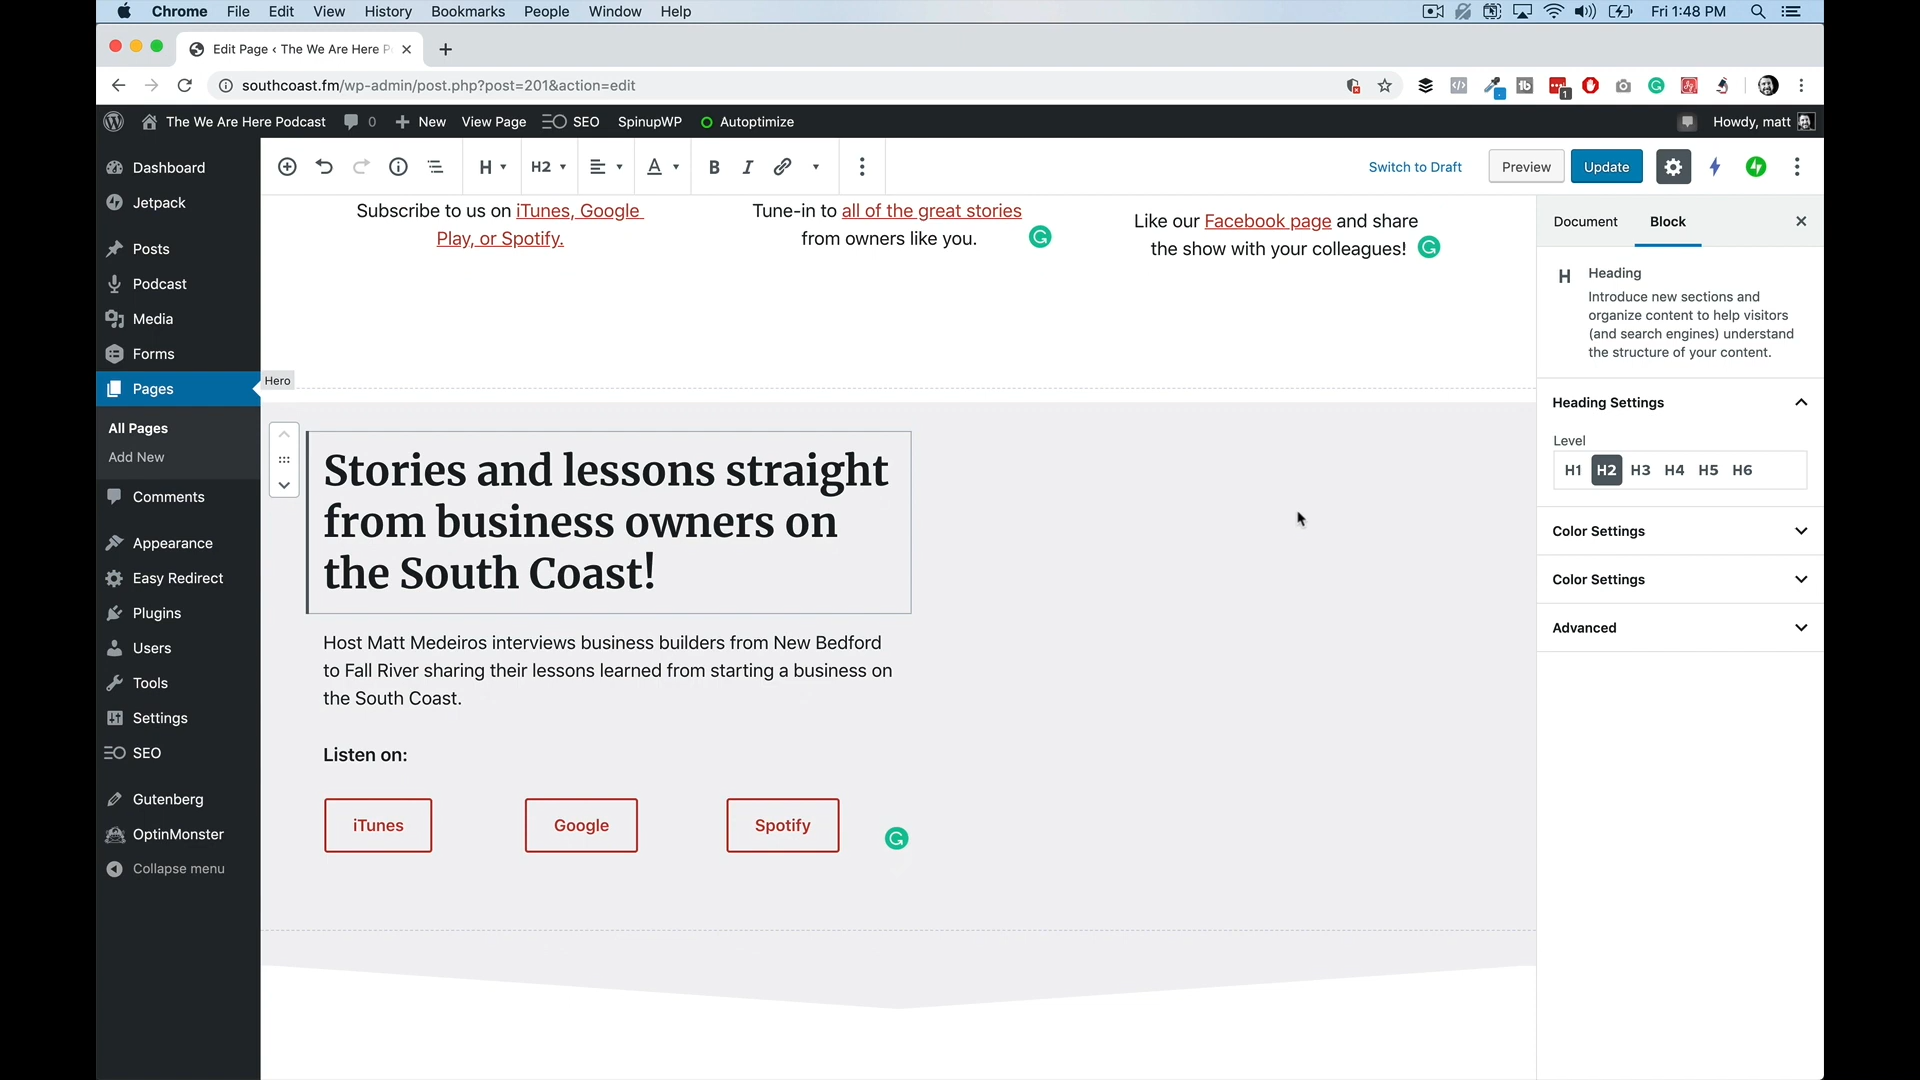 Chrome File Edit View History Bookmarks People Window Help Fri 1:48 PM
Edit Page ‹ The We Are Here P
southcoast.fm/wp-admin/post.php?post=201&action=edit
The We Are Here Podcast 0 New View Page SEO SpinupWP Autoptimize Howdy, matt
Dashboard
Jetpack
Posts
Podcast
Media
Forms
Pages
All Pages
Add New
Comments
Appearance
Easy Redirect
Plugins
Users
Tools
Settings
SEO
Gutenberg
OptinMonster
Collapse menu
H H2 A B I Switch to Draft Preview Update
Subscribe to us on iTunes, Google
Play, or Spotify.
Tune-in to all of the great stories
from owners like you.
Like our Facebook page and share
the show with your colleagues!
Hero
Stories and lessons straight
from business owners on
the South Coast!
Host Matt Medeiros interviews business builders from New Bedford
to Fall River sharing their lessons learned from starting a business on
the South Coast.
Listen on:
iTunes Google Spotify
Document Block
H Heading
Introduce new sections and
organize content to help visitors
(and search engines) understand
the structure of your content.
Heading Settings
Level
H1 H2 H3 H4 H5 H6
Color Settings
Color Settings
Advanced